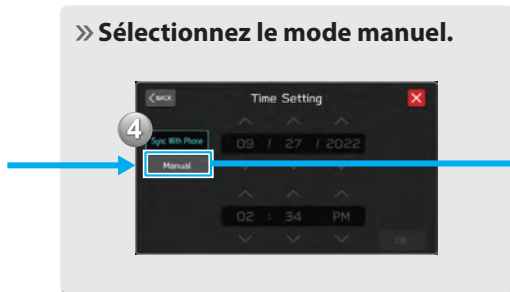 » Sélectionnez le mode manuel.
< BACK
Time Setting
4
Sync With Phone
09 / 27 / 2022
Manual
02 : 34 PM
OK